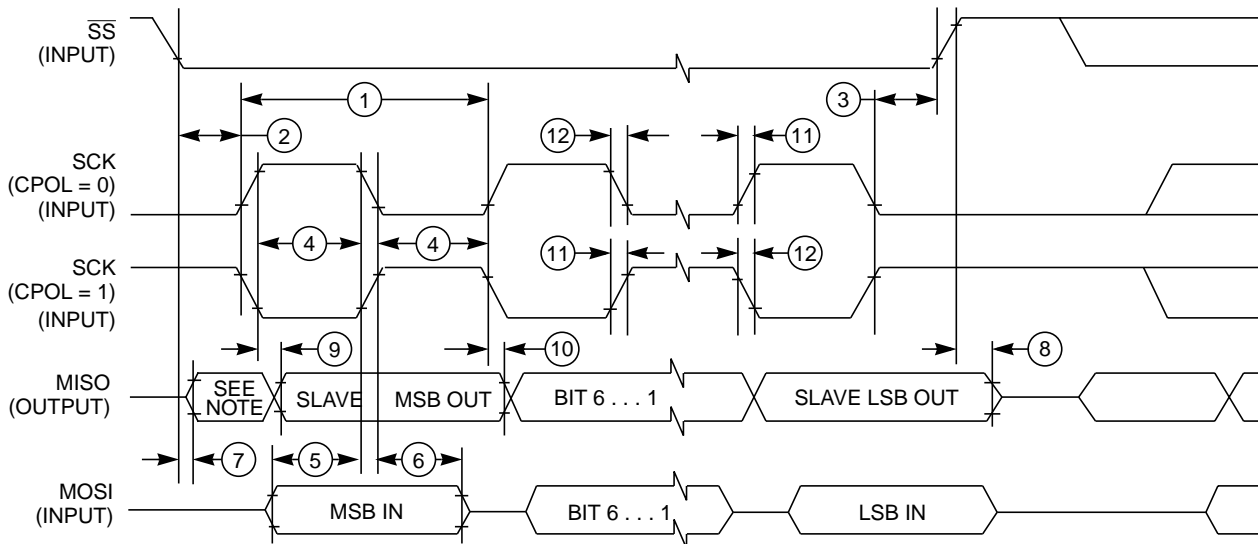 SS
(INPUT)
1
3
2
12
11
SCK
(CPOL = 0)
(INPUT)
4
4
11
12
SCK
(CPOL = 1)
(INPUT)
9
10
8
MISO
(OUTPUT)
SEE
NOTE
SLAVE
MSB OUT
BIT 6 . . . 1
SLAVE LSB OUT
7
5
6
MOSI
(INPUT)
MSB IN
BIT 6 . . . 1
LSB IN